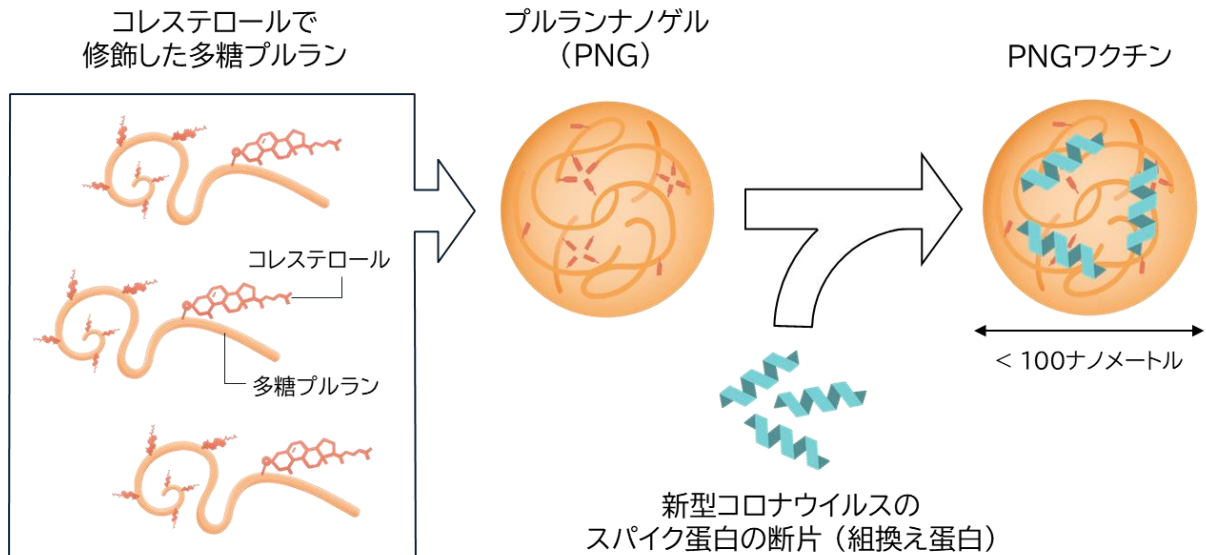 コレステロールで
修飾した多糖プルラン
プルランナノゲル
（PNG）
PNGワクチン
コレステロール
多糖プルラン
< 100ナノメートル
新型コロナウイルスの
スパイク蛋白の断片（組換え蛋白）